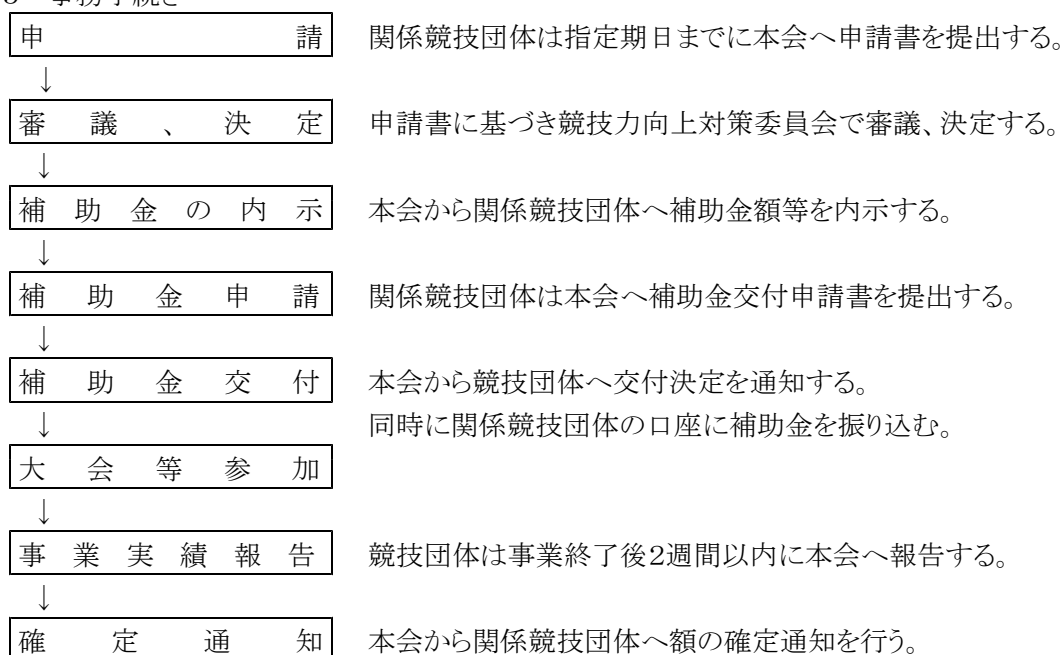 申請 関係競技団体は指定期日までに本会へ申請書を提出する。
↓
審議、決定 申請書に基づき競技力向上対策委員会で審議、決定する。
↓
補助金の内示 本会から関係競技団体へ補助金額等を内示する。
↓
補助金申請 関係競技団体は本会へ補助金交付申請書を提出する。
↓
補助金交付 本会から競技団体へ交付決定を通知する。
↓ 同時に関係競技団体の口座に補助金を振り込む。
大会等参加
↓
事業実績報告 競技団体は事業終了後2週間以内に本会へ報告する。
↓
確定通知 本会から関係競技団体へ額の確定通知を行う。